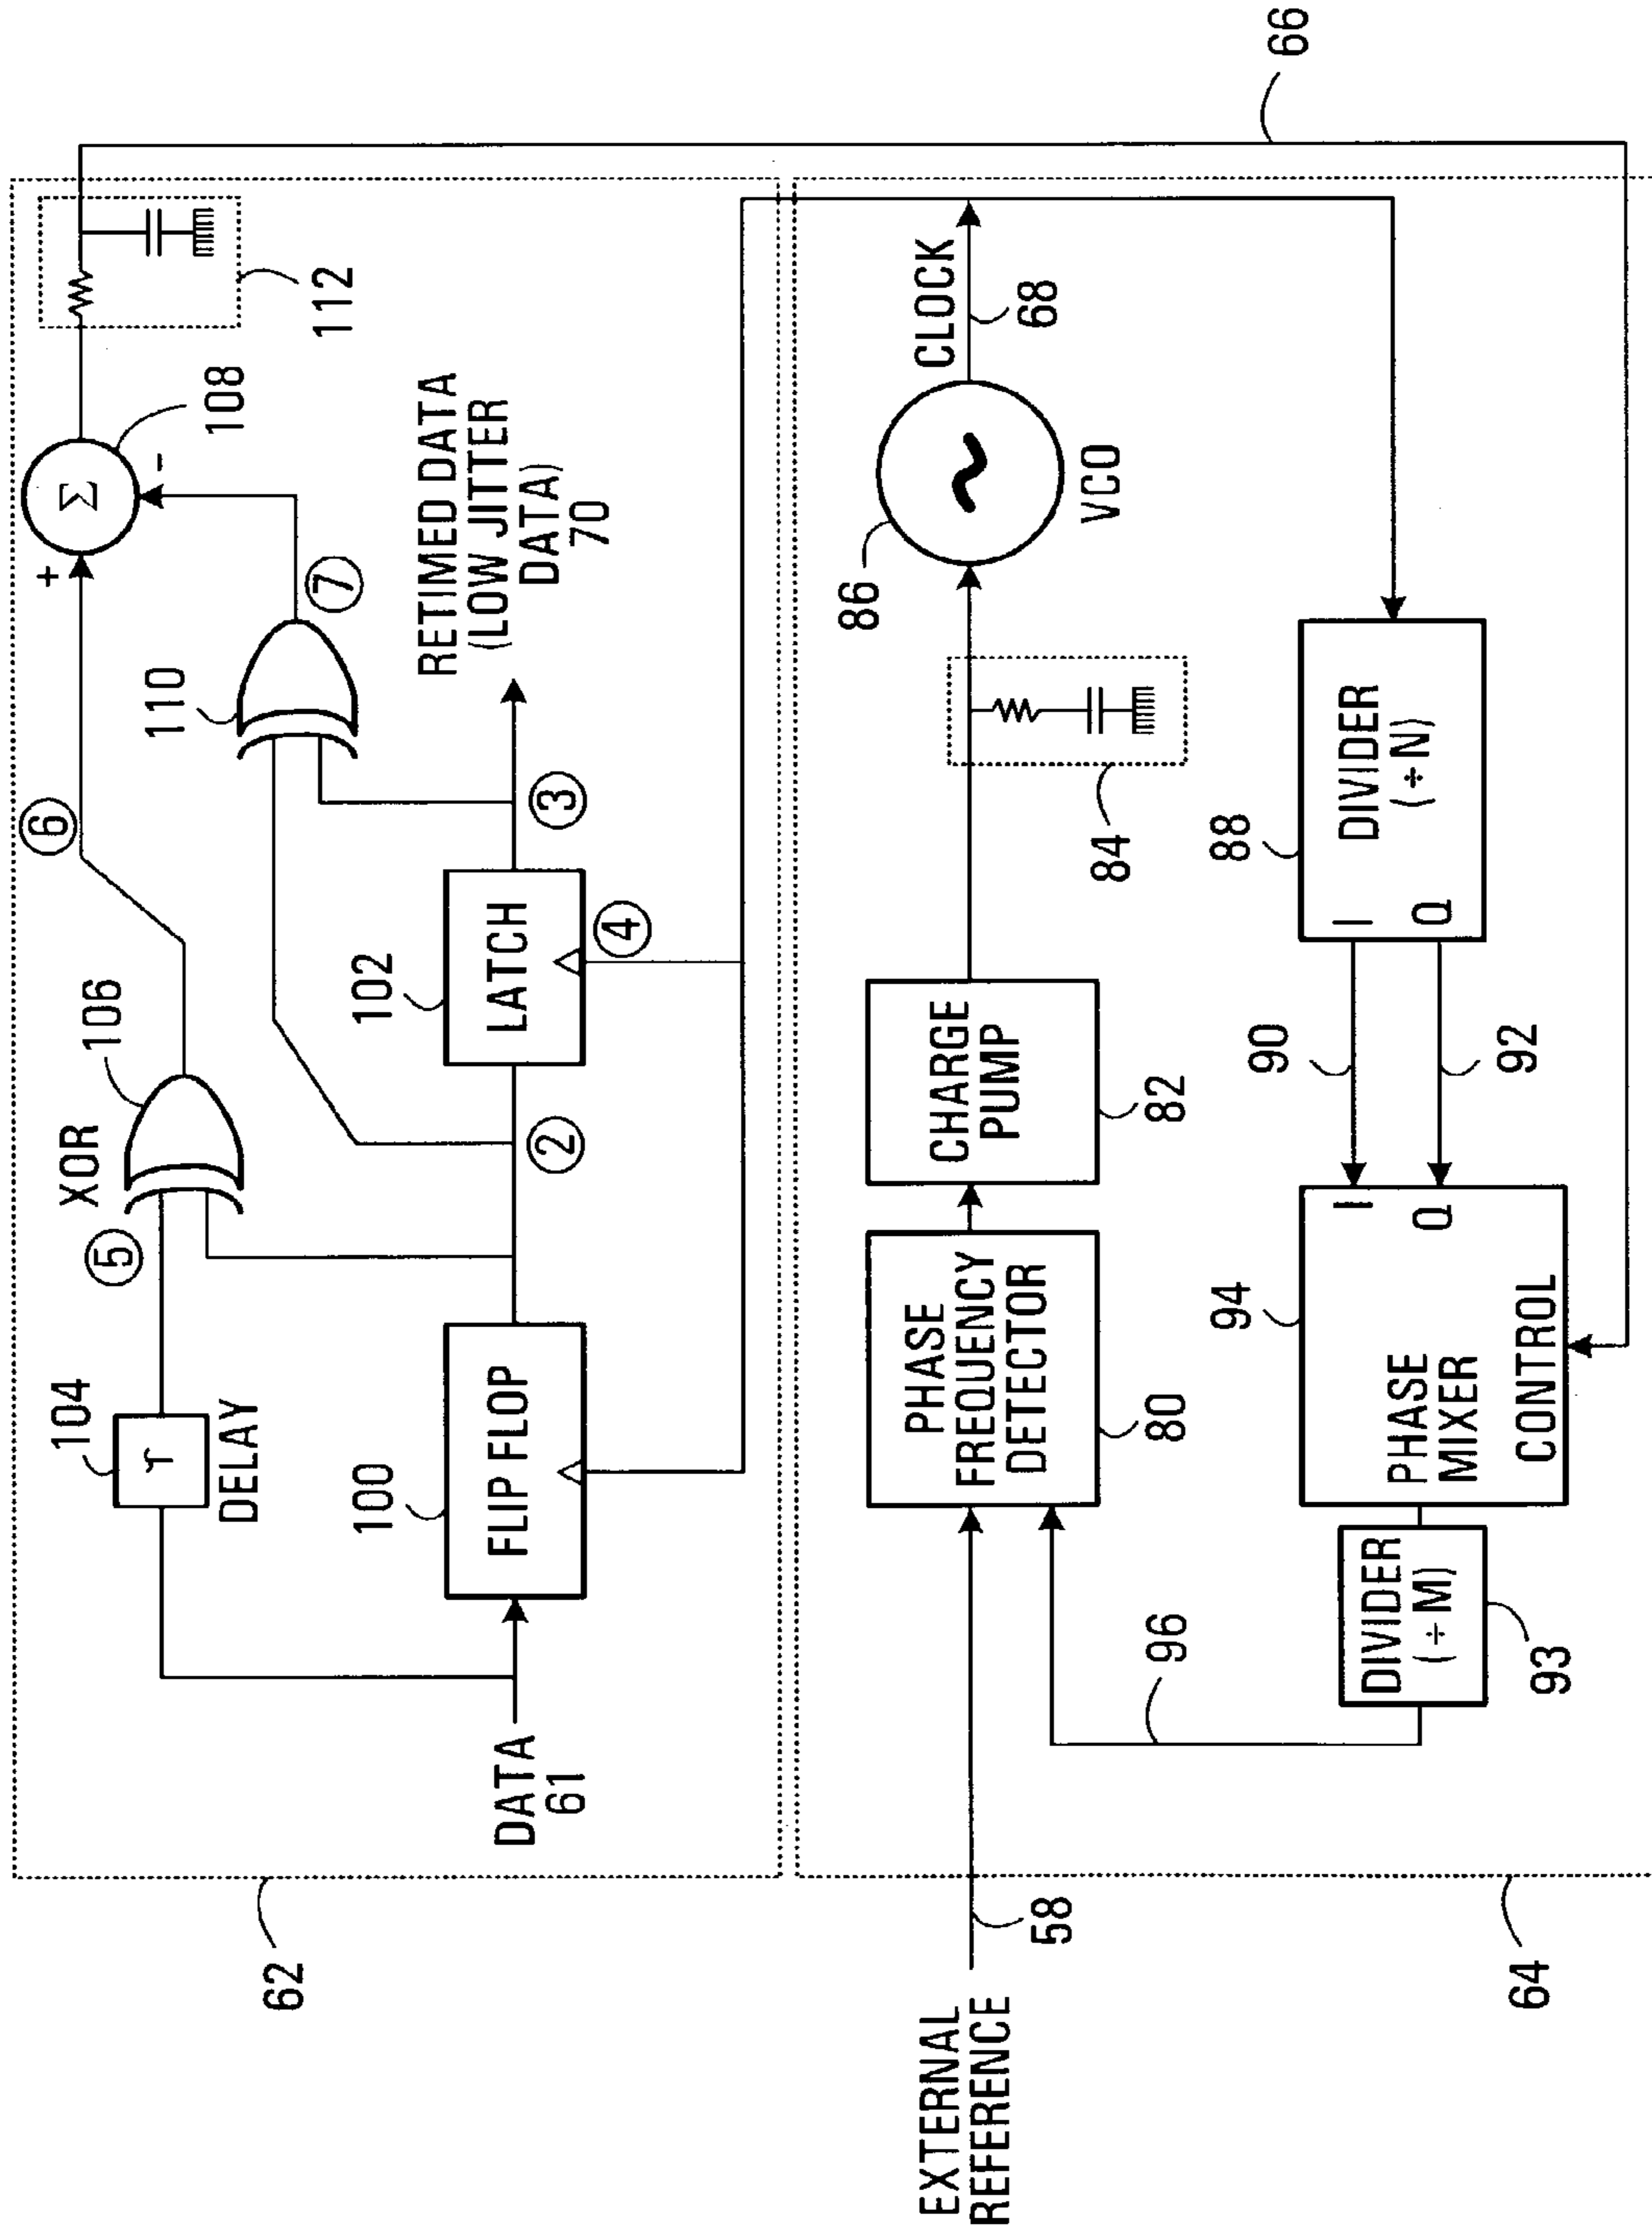 62
DATA
61
104
τ
DELAY
100
FLIP FLOP
⑤
XOR
106
②
102
LATCH
④
⑥
③
110
⑦
RETIMED DATA
(LOW JITTER
DATA)
70
+
Σ
-
108
112
66
EXTERNAL
REFERENCE
58
64
96
PHASE
FREQUENCY
DETECTOR
80
CHARGE
PUMP
82
84
86
VCO
CLOCK
68
DIVIDER
(÷M)
93
94
PHASE
MIXER
CONTROL
I
Q
90
92
I
Q
88
DIVIDER
(÷N)